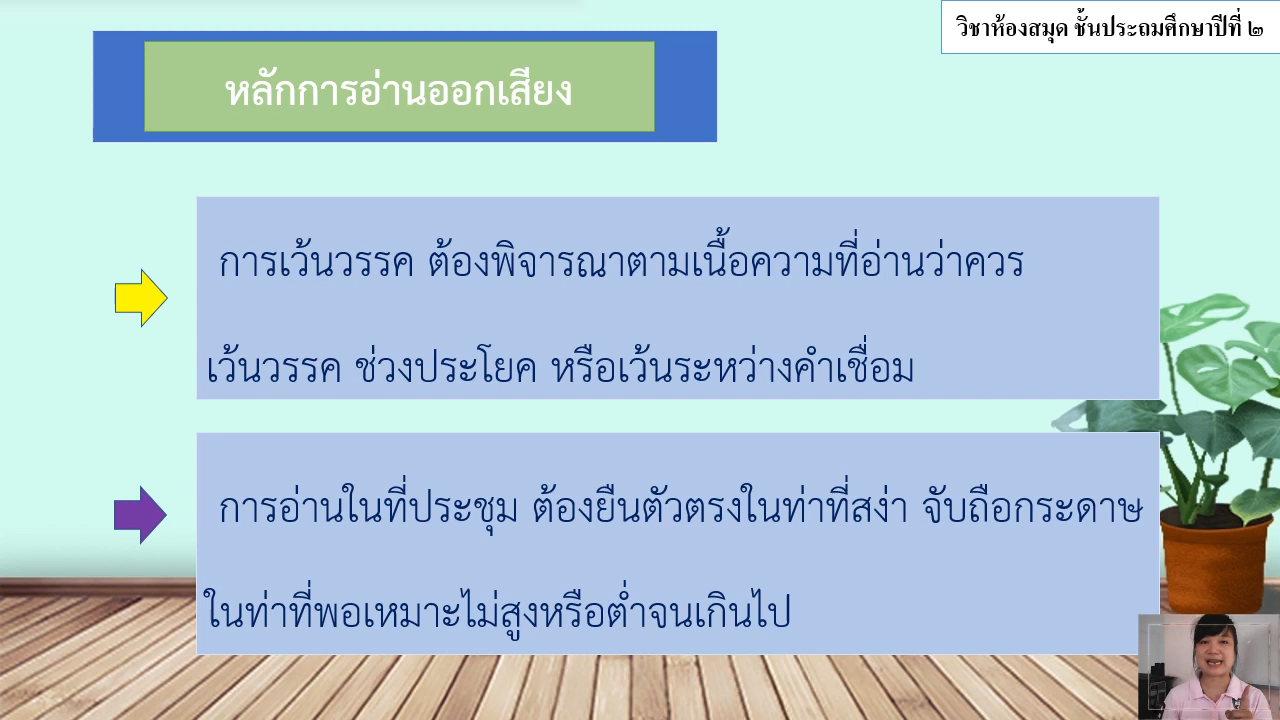 วิชาห้องสมุด ชั้นประถมศึกษาปีที่ ๒
หลักการอ่านออกเสียง
การเว้นวรรค ต้องพิจารณาตามเนื้อความที่อ่านว่าควร
เว้นวรรค ช่วงประโยค หรือเว้นระหว่างคำเชื่อม
การอ่านในที่ประชุม ต้องยืนตัวตรงในท่าที่สง่า จับถือกระดาษ
ในท่าที่พอเหมาะไม่สูงหรือต่ำจนเกินไป